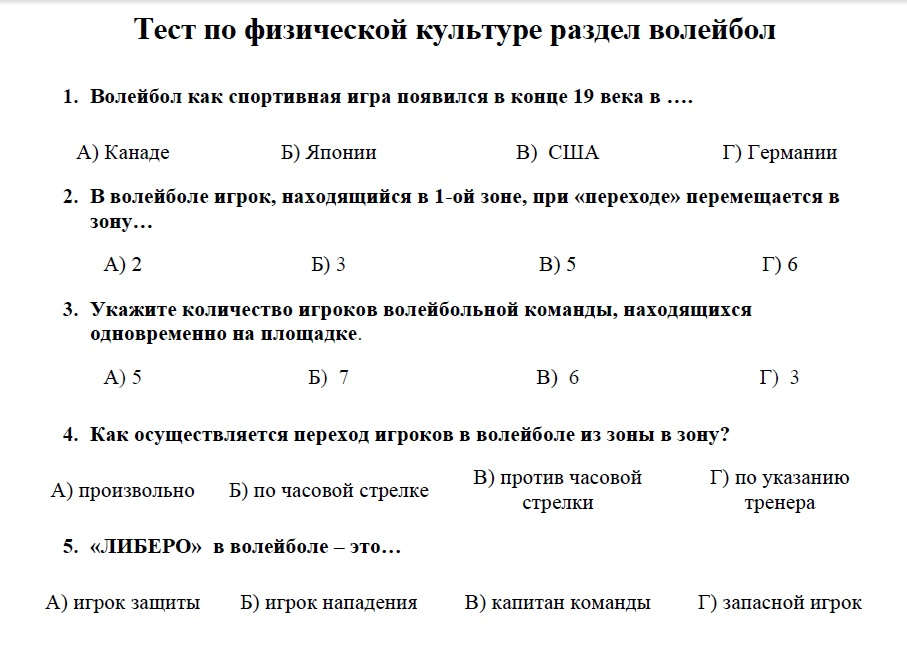 Тест по физической культуре раздел волейбол
1. Волейбол как спортивная игра появился в конце 19 века в ….
А) Канаде Б) Японии В) США Г) Германии
2. В волейболе игрок, находящийся в 1-ой зоне, при «переходе» перемещается в
зону…
А) 2 Б) 3 В) 5 Г) 6
3. Укажите количество игроков волейбольной команды, находящихся
одновременно на площадке.
А) 5 Б) 7 В) 6 Г) 3
4. Как осуществляется переход игроков в волейболе из зоны в зону?
А) произвольно Б) по часовой стрелке В) против часовой
стрелки Г) по указанию
тренера
5. «ЛИБЕРО» в волейболе – это…
А) игрок защиты Б) игрок нападения В) капитан команды Г) запасной игрок